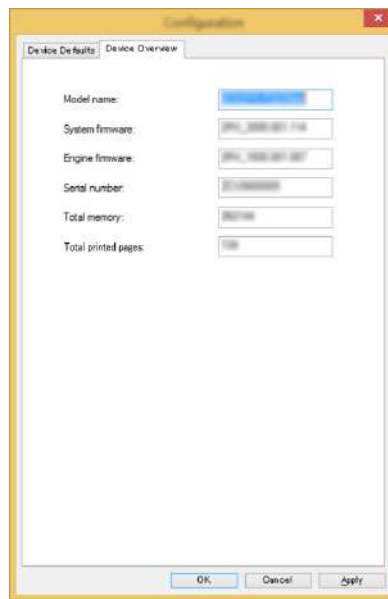 Configuration
Device Defaults Device Overview
Model name:
System firmware:
Engine firmware:
Serial number:
Total memory:
Total printed pages:
OK Cancel Apply